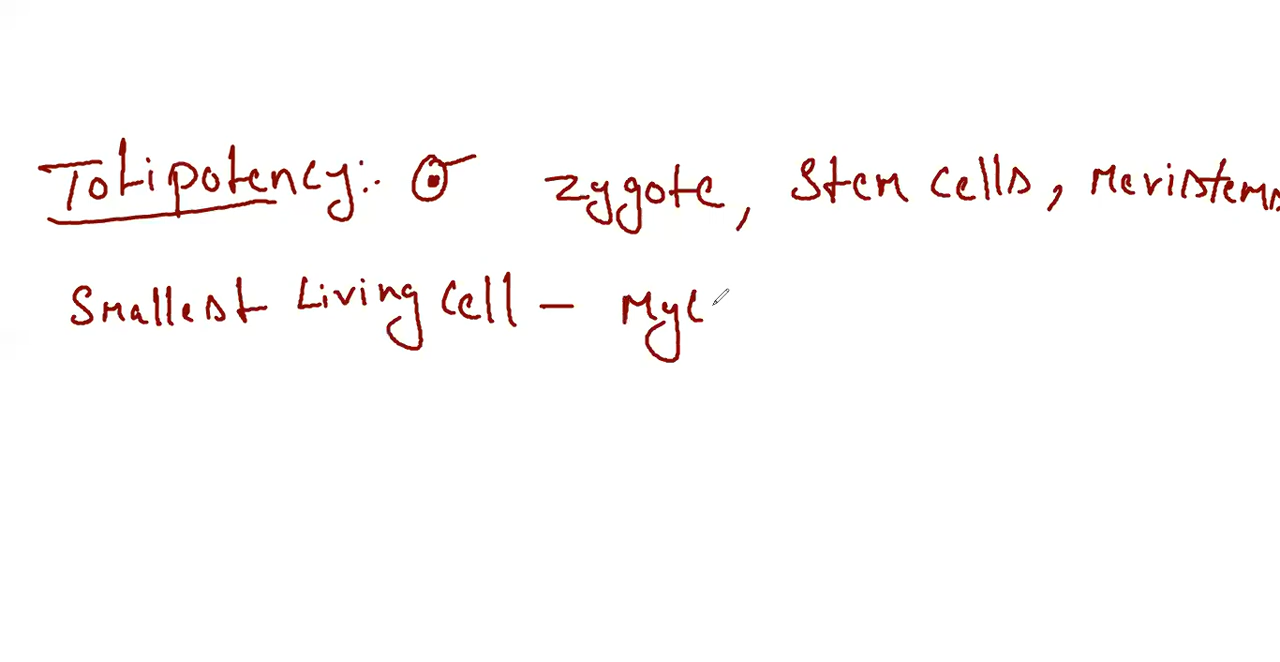 Totipotency:- zygote, Stem cells, Meristems
Smallest Living cell - Myc